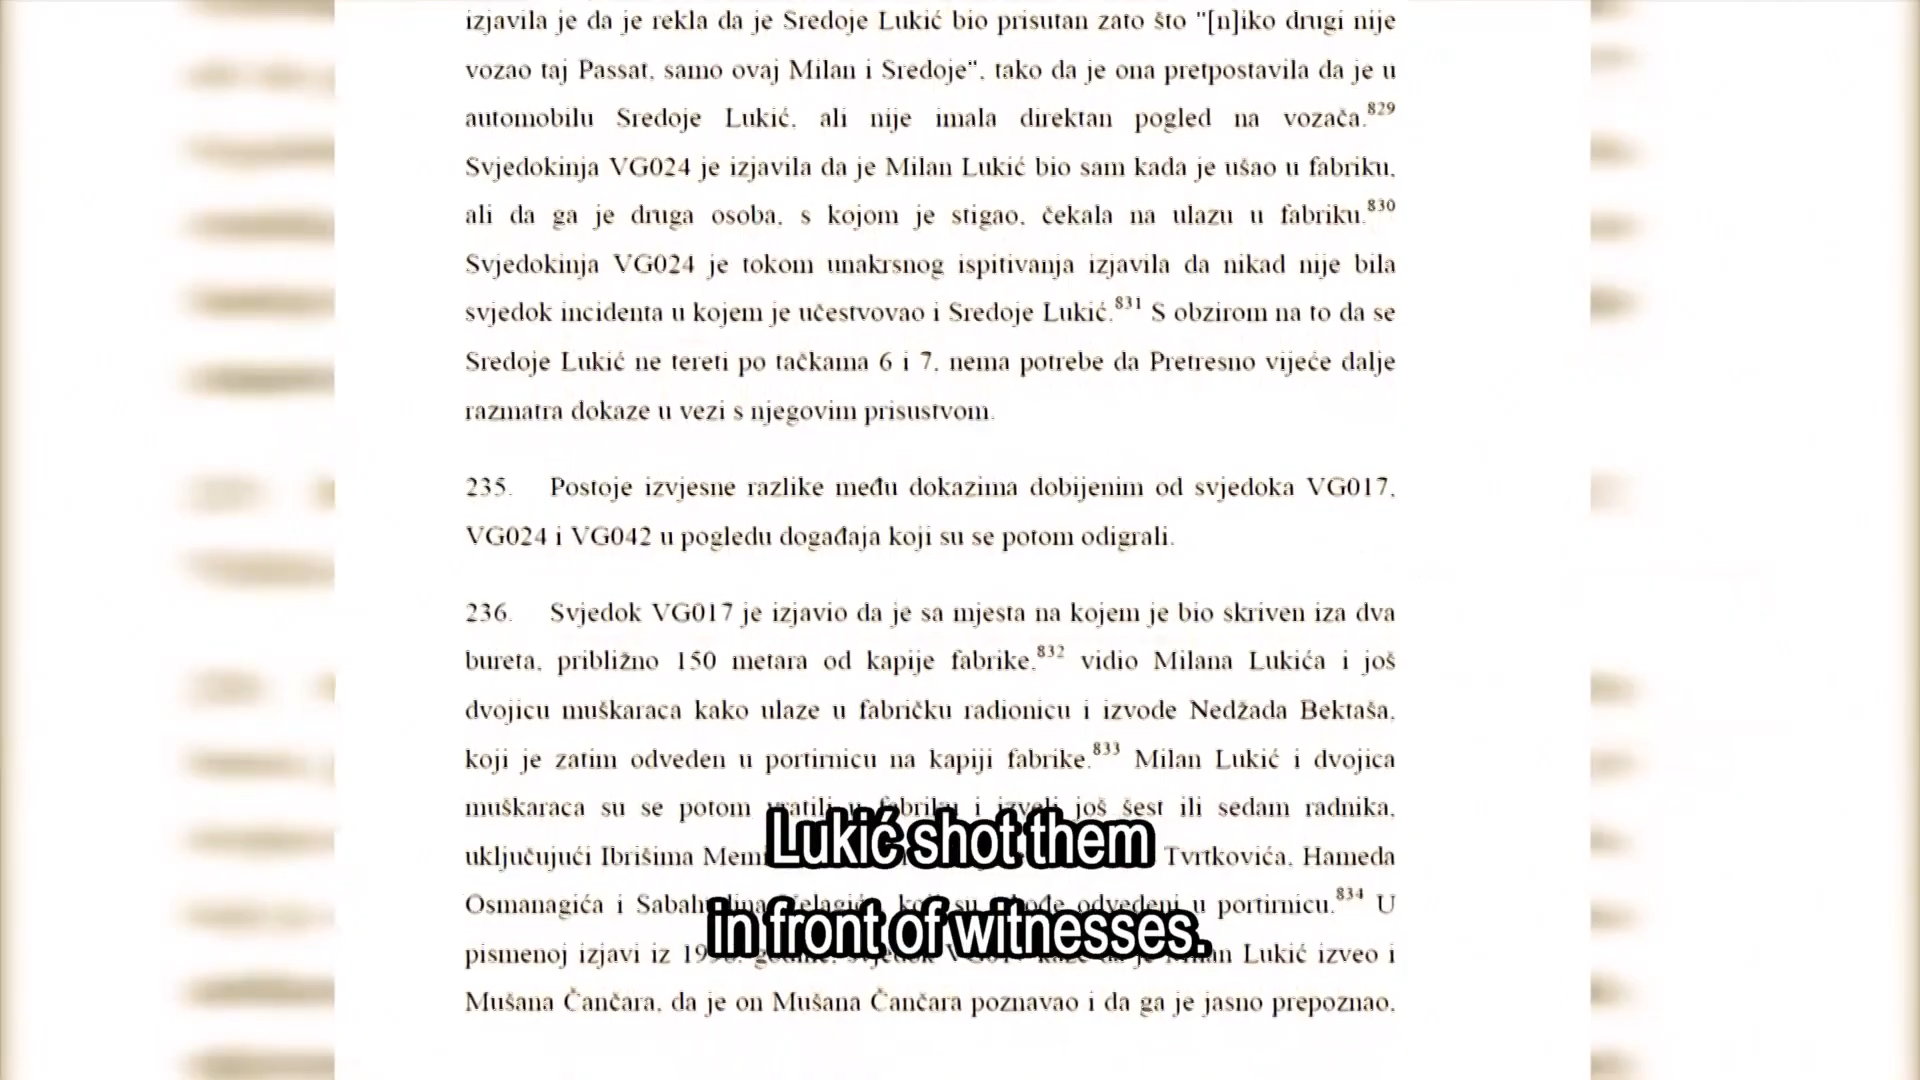 izjavila je da je rekla da je Sredoje Lukić bio prisutan zato što "[n]iko drugi nije
vozao taj Passat, samo ovaj Milan i Sredoje", tako da je ona pretpostavila da je u
automobilu Sredoje Lukić, ali nije imala direktan pogled na vozača.829
Svjedokinja VG024 je izjavila da je Milan Lukić bio sam kada je ušao u fabriku,
ali da ga je druga osoba, s kojom je stigao, čekala na ulazu u fabriku.830
Svjedokinja VG024 je tokom unakrsnog ispitivanja izjavila da nikad nije bila
svjedok incidenta u kojem je učestvovao i Sredoje Lukić.831 S obzirom na to da se
Sredoje Lukić ne tereti po tačkama 6 i 7, nema potrebe da Pretresno vijeće dalje
razmatra dokaze u vezi s njegovim prisustvom.
235. Postoje izvjesne razlike među dokazima dobijenim od svjedoka VG017,
VG024 i VG042 u pogledu događaja koji su se potom odigrali.
236. Svjedok VG017 je izjavio da je sa mjesta na kojem je bio skriven iza dva
bureta, približno 150 metara od kapije fabrike,832 vidio Milana Lukića i još
dvojicu muškaraca kako ulaze u fabričku radionicu i izvode Nedžada Bektaša,
koji je zatim odveden u portirnicu na kapiji fabrike.833 Milan Lukić i dvojica
muškaraca su se potom vratili u fabriku i izveli još šest ili sedam radnika,
uključujući Ibrišima Tvrtkovića, Hameda
Osmanagića i su odvedeni u portirnicu.834 U
pismenoj izjavi iz Lukić izveo i
Mušana Čančara, da je on Mušana Čančara poznavao i da ga je jasno prepoznao,
Lukić shot them
in front of witnesses.